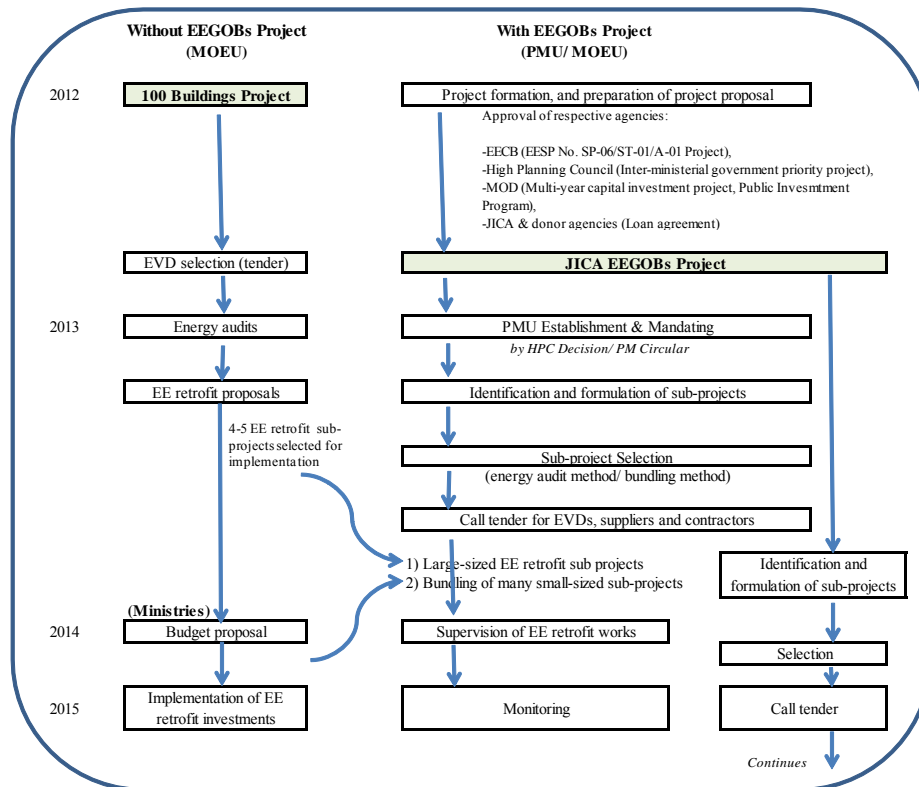 Without EEGOBs Project
(MOEU)
With EEGOBs Project
(PMU/ MOEU)
2012
100 Buildings Project
Project formation, and preparation of project proposal
Approval of respective agencies:
-EECB (EESP No. SP-06/ST-01/A-01 Project),
-High Planning Council (Inter-ministerial government priority project),
-MOD (Multi-year capital investment project, Public Invesmtment
Program),
-JICA & donor agencies (Loan agreement)
EVD selection (tender)
JICA EEGOBs Project
2013
Energy audits
PMU Establishment & Mandating
by HPC Decision/ PM Circular
EE retrofit proposals
Identification and formulation of sub-projects
4-5 EE retrofit sub-
projects selected for
implementation
Sub-project Selection
(energy audit method/ bundling method)
Call tender for EVDs, suppliers and contractors
1) Large-sized EE retrofit sub projects
2) Bundling of many small-sized sub-projects
Identification and
formulation of sub-projects
(Ministries)
2014
Budget proposal
Supervision of EE retrofit works
Selection
2015
Implementation of EE
retrofit investments
Monitoring
Call tender
Continues